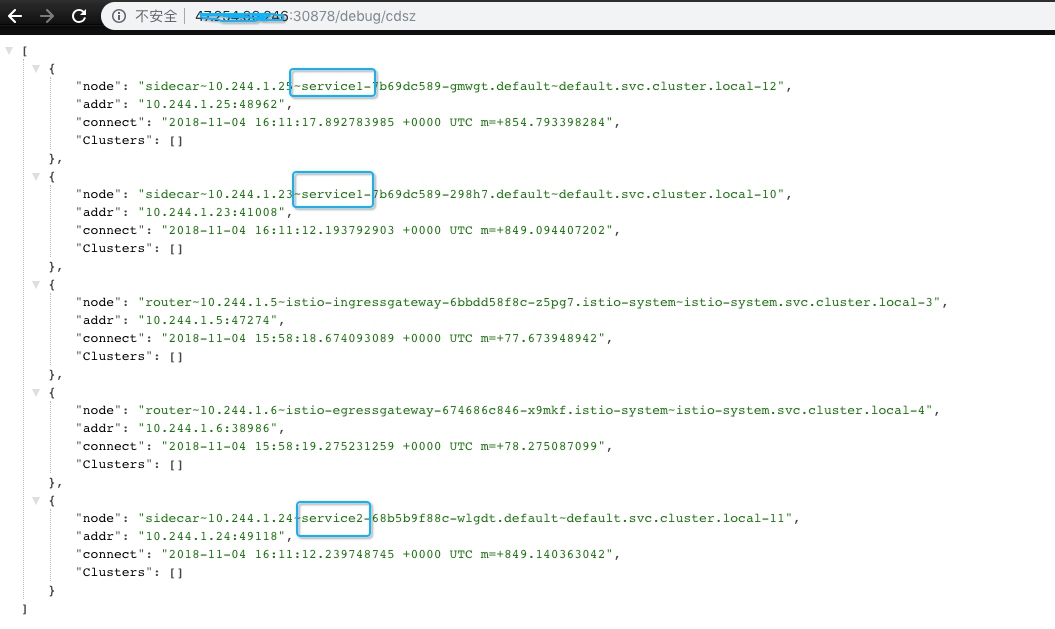 不安全 :30878/debug/cdsz
[
{
"node": "sidecar~10.244.1.25~service1-7b69dc589-gmwgt.default~default.svc.cluster.local-12",
"addr": "10.244.1.25:48962",
"connect": "2018-11-04 16:11:17.892783985 +0000 UTC m=+854.793398284",
"Clusters": []
},
{
"node": "sidecar~10.244.1.23~service1-7b69dc589-298h7.default~default.svc.cluster.local-10",
"addr": "10.244.1.23:41008",
"connect": "2018-11-04 16:11:12.193792903 +0000 UTC m=+849.094407202",
"Clusters": []
},
{
"node": "router~10.244.1.5~istio-ingressgateway-6bbdd58f8c-z5pg7.istio-system~istio-system.svc.cluster.local-3",
"addr": "10.244.1.5:47274",
"connect": "2018-11-04 15:58:18.674093089 +0000 UTC m=+77.673948942",
"Clusters": []
},
{
"node": "router~10.244.1.6~istio-egressgateway-674686c846-x9mkf.istio-system~istio-system.svc.cluster.local-4",
"addr": "10.244.1.6:38986",
"connect": "2018-11-04 15:58:19.275231259 +0000 UTC m=+78.275087099",
"Clusters": []
},
{
"node": "sidecar~10.244.1.24~service2-68b5b9f88c-wlgdt.default~default.svc.cluster.local-11",
"addr": "10.244.1.24:49118",
"connect": "2018-11-04 16:11:12.239748745 +0000 UTC m=+849.140363042",
"Clusters": []
}
]